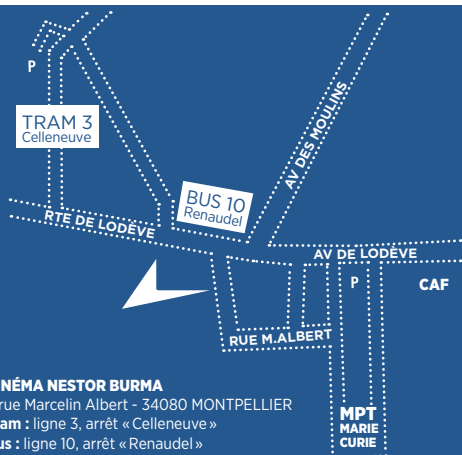 P
TRAM 3
Celleneuve
AV DES MOULINS
BUS 10
Renaudel
RTE DE LODÈVE
AV DE LODÈVE
P
CAF
RUE M.ALBERT
NÉMA NESTOR BURMA
rue Marcelin Albert - 34080 MONTPELLIER
am : ligne 3, arrêt « Celleneuve »
us : ligne 10, arrêt « Renaudel »
MPT
MARIE
CURIE